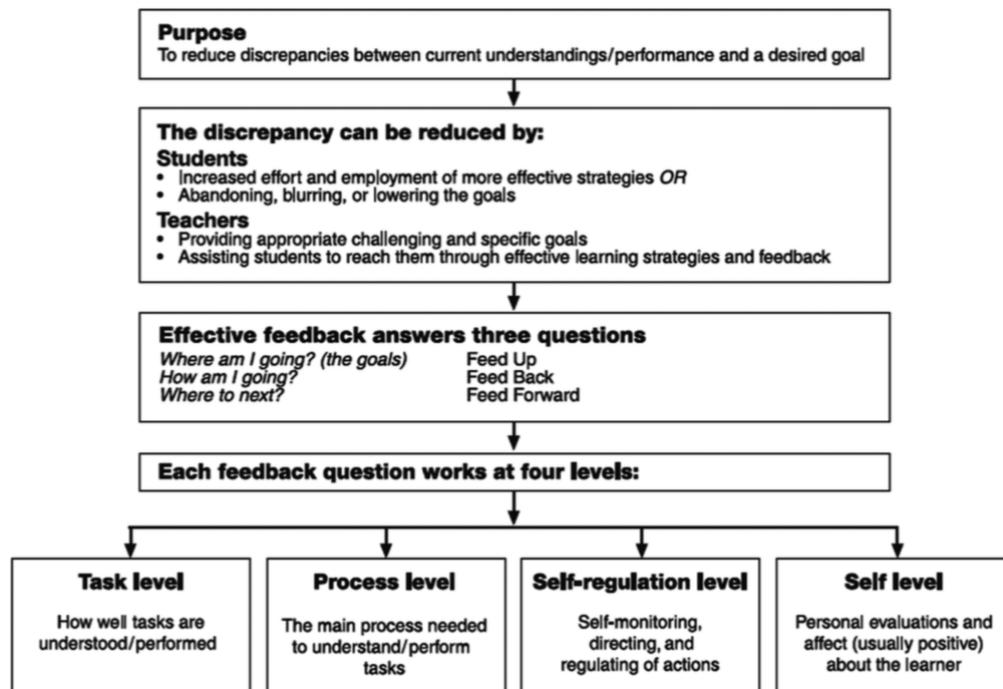 Purpose
To reduce discrepancies between current understandings/performance and a desired goal
The discrepancy can be reduced by:
Students
• Increased effort and employment of more effective strategies OR
• Abandoning, blurring, or lowering the goals
Teachers
• Providing appropriate challenging and specific goals
• Assisting students to reach them through effective learning strategies and feedback
Effective feedback answers three questions
Where am I going? (the goals) Feed Up
How am I going? Feed Back
Where to next? Feed Forward
Each feedback question works at four levels:
Task level
How well tasks are
understood/performed
Process level
The main process needed
to understand/perform
tasks
Self-regulation level
Self-monitoring,
directing, and
regulating of actions
Self level
Personal evaluations and
affect (usually positive)
about the learner